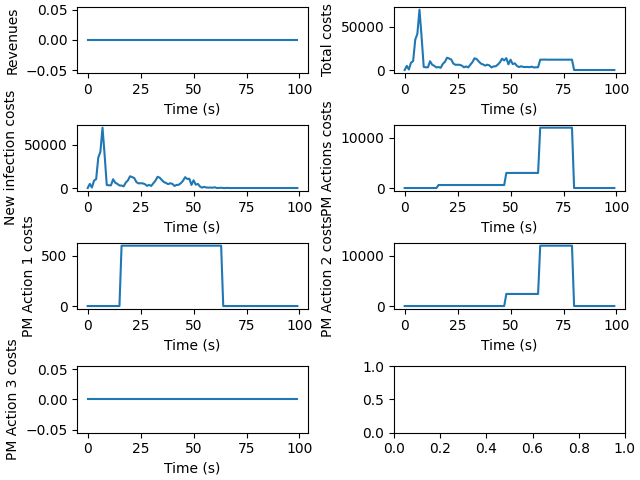 Revenues
0.05
0.00
−0.05
0 25 50 75 100
Time (s)
Total costs
50000
0
0 25 50 75 100
Time (s)
New infection costs
50000
0
0 25 50 75 100
Time (s)
PM Actions costs
10000
0
0 25 50 75 100
Time (s)
PM Action 1 costs
500
0
0 25 50 75 100
Time (s)
PM Action 2 costs
10000
0
0 25 50 75 100
Time (s)
PM Action 3 costs
0.05
0.00
−0.05
0 25 50 75 100
Time (s)
1.0
0.5
0.0
0.0 0.2 0.4 0.6 0.8 1.0